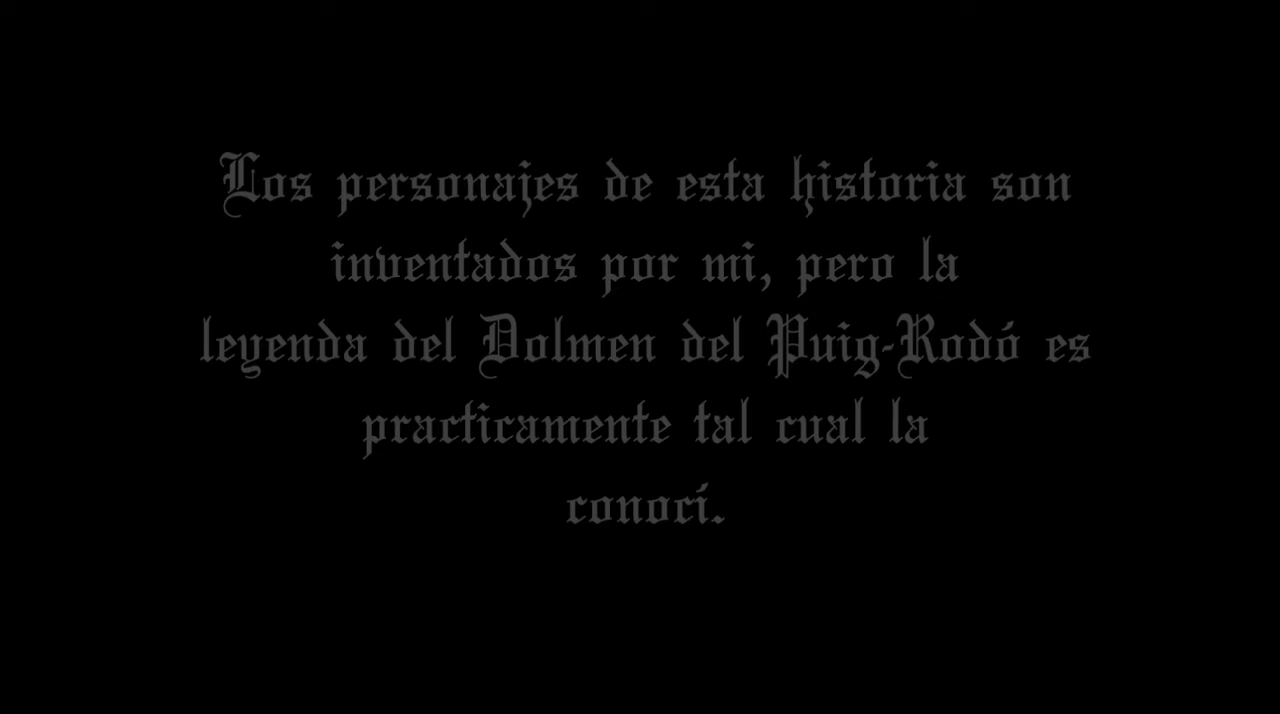 Los personajes de esta historia son
inventados por mi, pero la
leyenda del Dolmen del Puig-Rodó es
practicamente tal cual la
conocí.